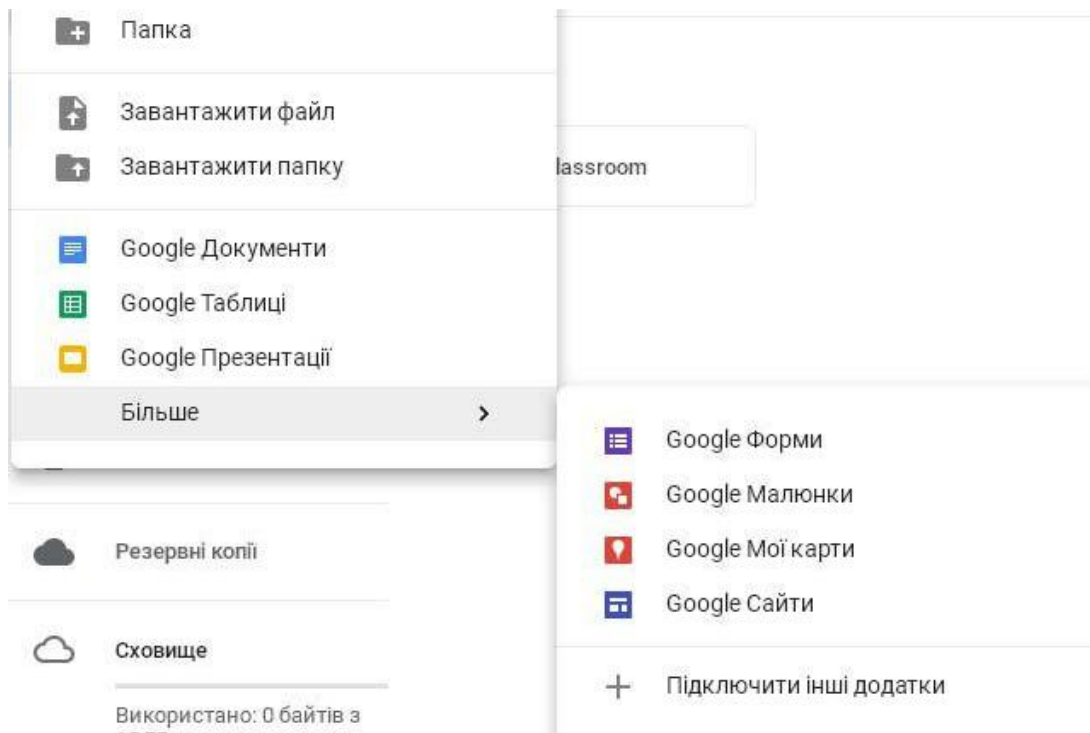 Папка
Завантажити файл
Завантажити папку
lassroom
Google Документи
Google Таблиці
Google Презентації
Більше
Google Форми
Google Малюнки
Google Мої карти
Google Сайти
Підключити інші додатки
Резервні копії
Сховище
Використано: 0 байтів з